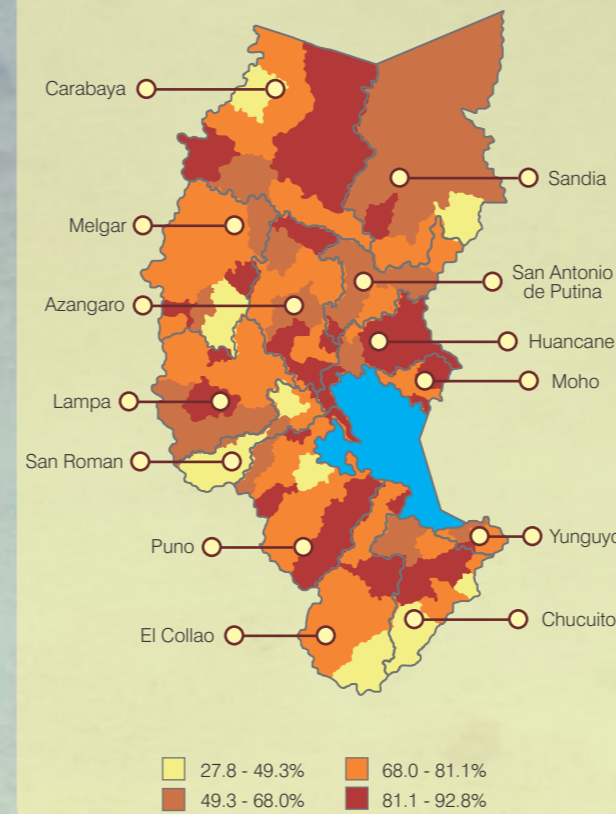 Carabaya
Sandia
Melgar
San Antonio
de Putina
Azangaro
Huancane
Moho
Lampa
San Roman
Puno
Yunguyo
El Collao
Chucuito
27.8 - 49.3%
68.0 - 81.1%
49.3 - 68.0%
81.1 - 92.8%